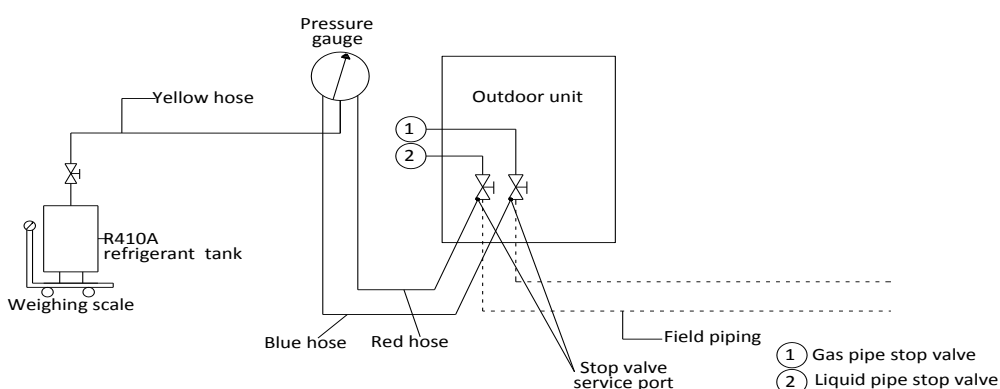 Pressure
gauge
Yellow hose
Outdoor unit
1
2
R410A
refrigerant tank
Weighing scale
Blue hose
Red hose
Field piping
Stop valve
service port
1 Gas pipe stop valve
2 Liquid pipe stop valve